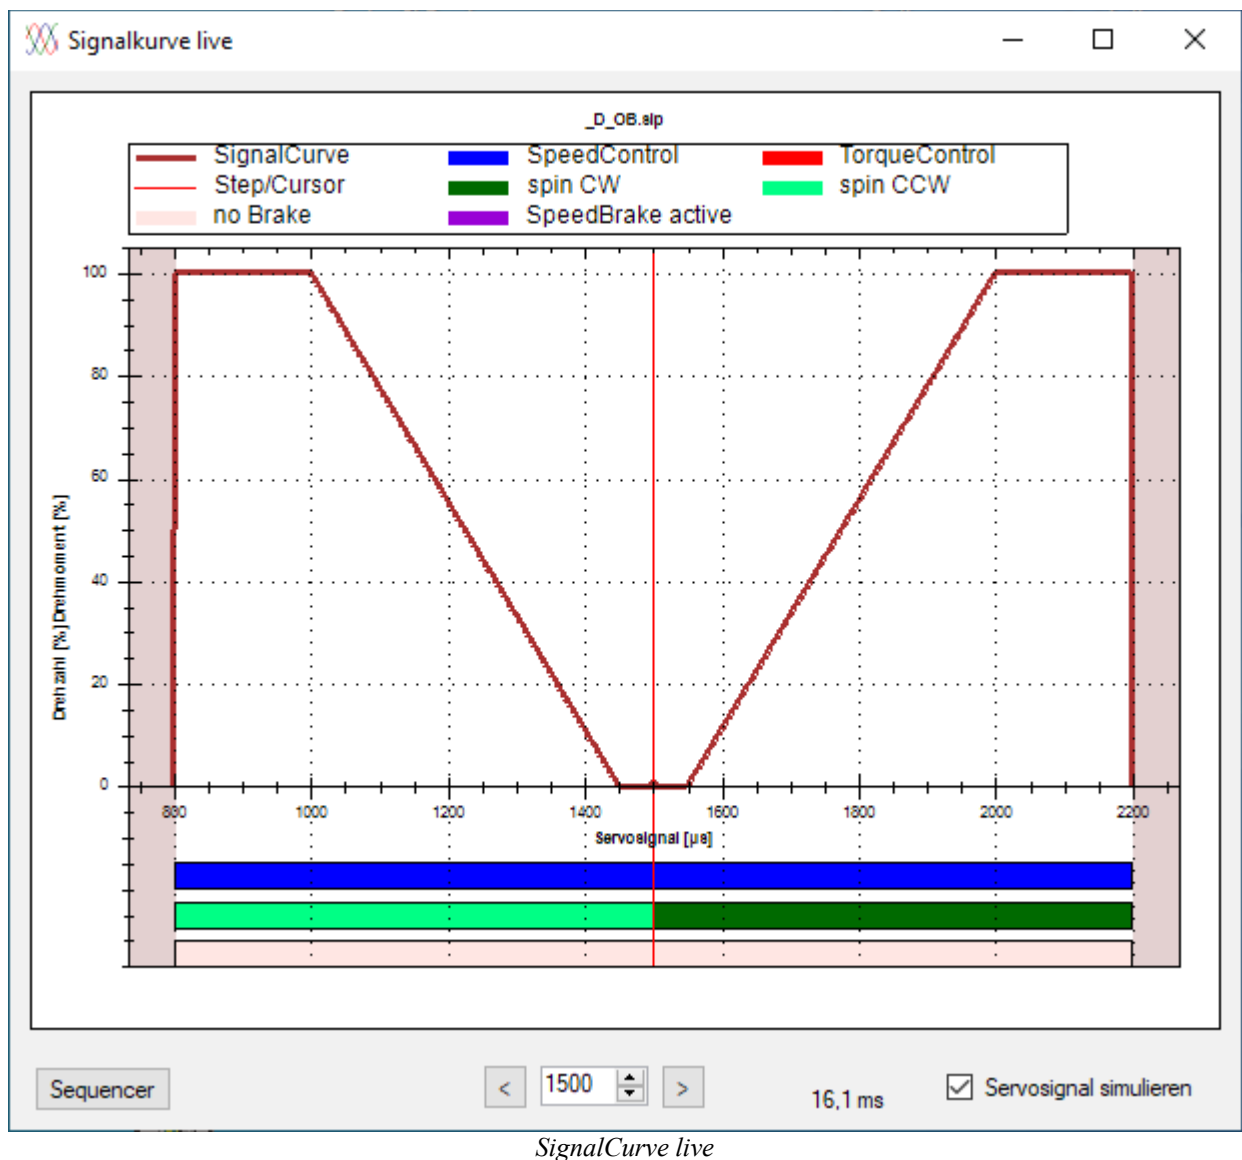 Signalkurve live
_D_OB.slp
SignalCurve SpeedControl TorqueControl
Step/Cursor spin CW spin CCW
no Brake SpeedBrake active
100
80
60
40
20
0
Drehzahl [%]Drehmoment [%]
800 1000 1200 1400 1600 1800 2000 2200
Servosignal [µs]
Sequencer < 1500 > 16,1 ms Servosignal simulieren
SignalCurve live